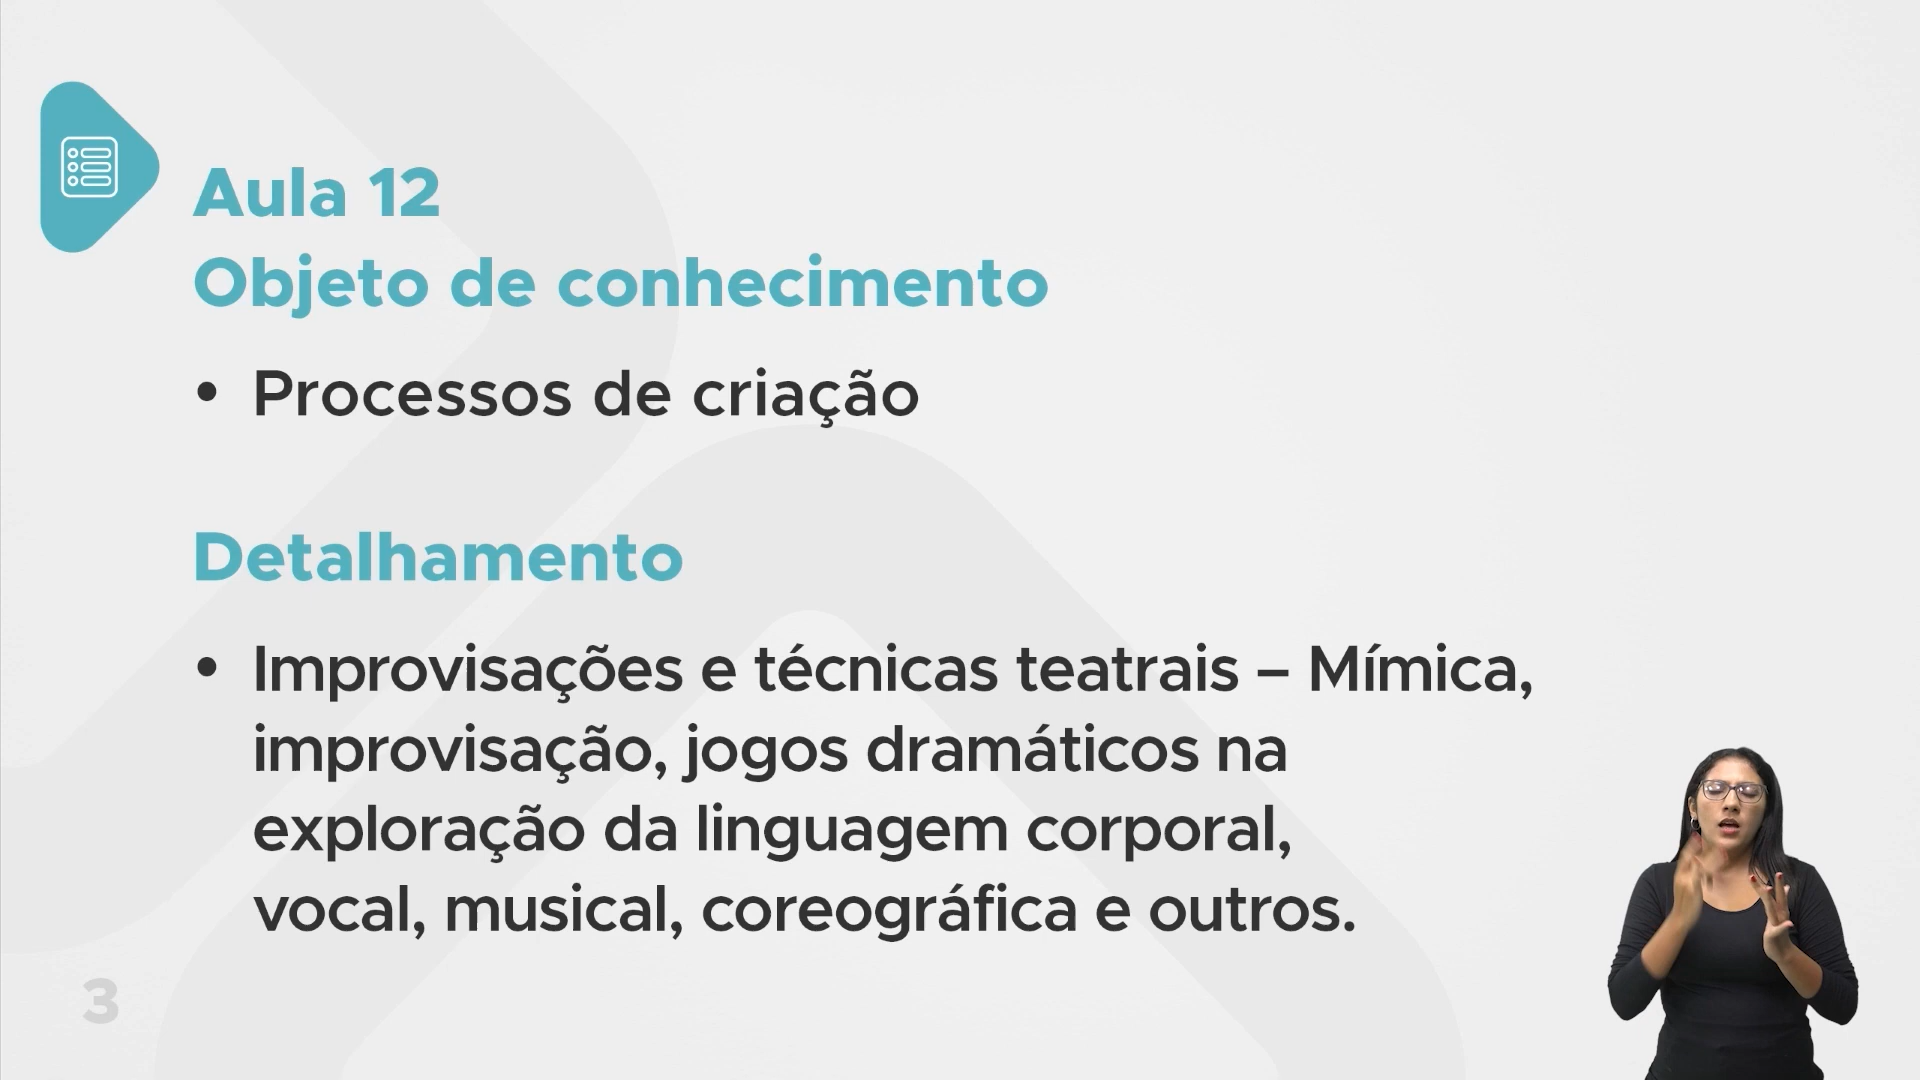 Aula 12
Objeto de conhecimento
• Processos de criação
Detalhamento
• Improvisações e técnicas teatrais – Mímica,
improvisação, jogos dramáticos na
exploração da linguagem corporal,
vocal, musical, coreográfica e outros.
3